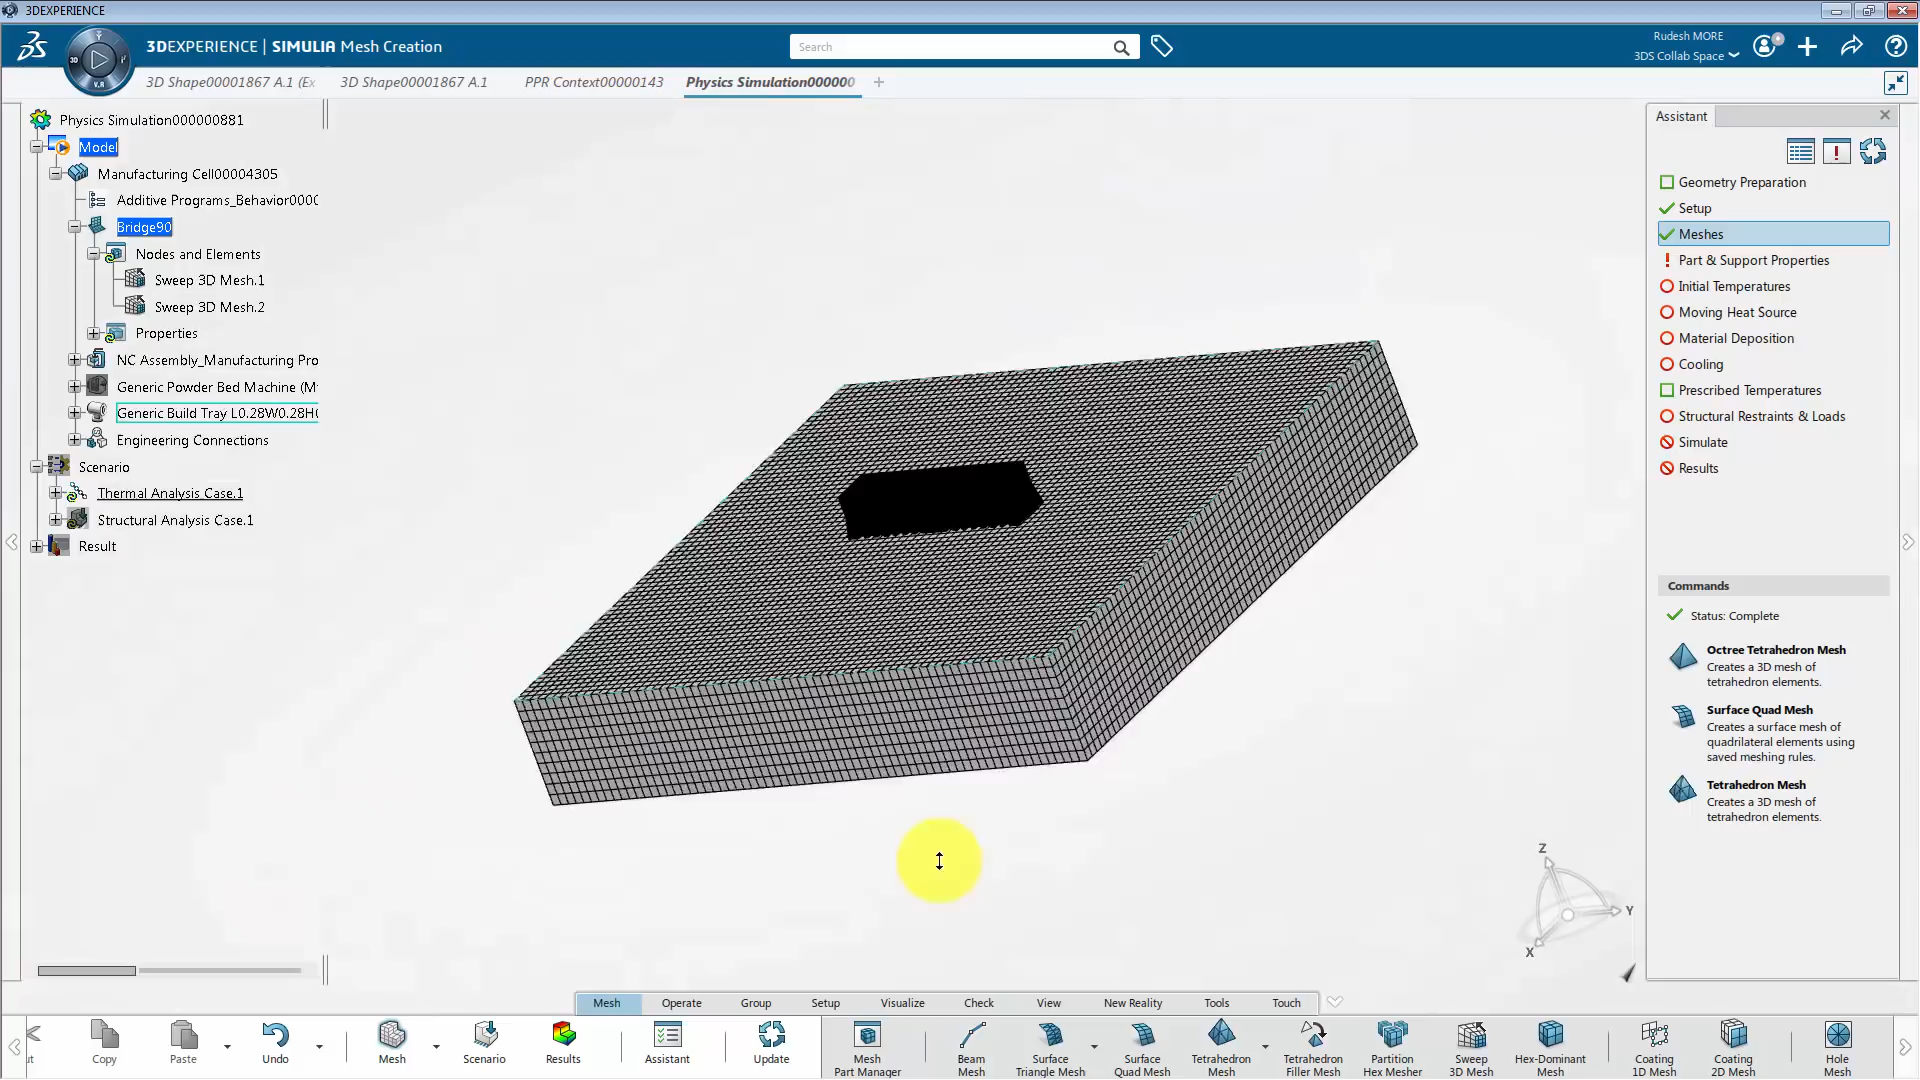 3DEXPERIENCE
3DEXPERIENCE | SIMULIA Mesh Creation
Search
Rudesh MORE
3DS Collab Space
3D
V.R
3D Shape00001867 A.1 (Ex
3D Shape00001867 A.1
PPR Context00000143
Physics Simulation000000
Physics Simulation000000881
Model
Manufacturing Cell00004305
Additive Programs_Behavior0000
Bridge90
Nodes and Elements
Sweep 3D Mesh.1
Sweep 3D Mesh.2
Properties
NC Assembly_Manufacturing Pro
Generic Powder Bed Machine (M
Generic Build Tray L0.28W0.28H
Engineering Connections
Scenario
Thermal Analysis Case.1
Structural Analysis Case.1
Result
Assistant
Geometry Preparation
Setup
Meshes
Part & Support Properties
Initial Temperatures
Moving Heat Source
Material Deposition
Cooling
Prescribed Temperatures
Structural Restraints & Loads
Simulate
Results
Commands
Status: Complete
Octree Tetrahedron Mesh
Creates a 3D mesh of
tetrahedron elements.
Surface Quad Mesh
Creates a surface mesh of
quadrilateral elements using
saved meshing rules.
Tetrahedron Mesh
Creates a 3D mesh of
tetrahedron elements.
Z
Y
X
Mesh
Operate
Group
Setup
Visualize
Check
View
New Reality
Tools
Touch
ut
Copy
Paste
Undo
Mesh
Scenario
Results
Assistant
Update
Mesh
Part Manager
Beam
Mesh
Surface
Triangle Mesh
Surface
Quad Mesh
Tetrahedron
Mesh
Tetrahedron
Filler Mesh
Partition
Hex Mesher
Sweep
3D Mesh
Hex-Dominant
Mesh
Coating
1D Mesh
Coating
2D Mesh
Hole
Mesh